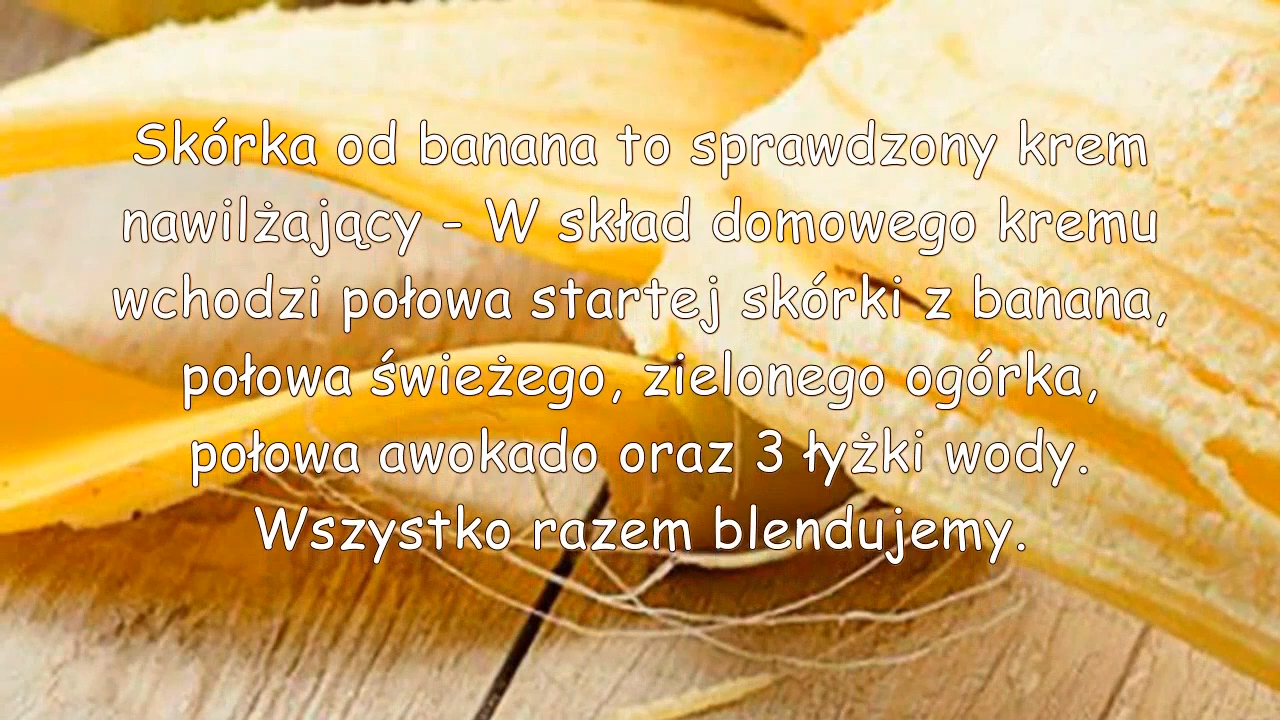 Skórka od banana to sprawdzony krem
nawilżający - W skład domowego kremu
wchodzi połowa startej skórki z banana,
połowa świeżego, zielonego ogórka,
połowa awokado oraz 3 łyżki wody.
Wszystko razem blendujemy.